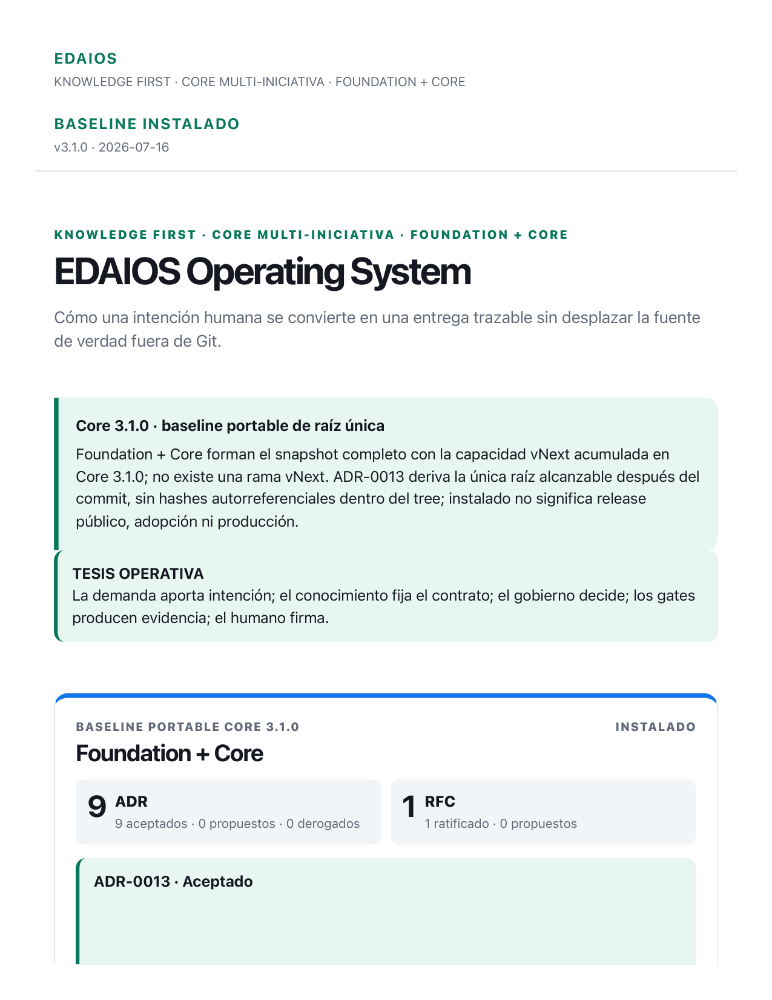 EDAIOS
KNOWLEDGE FIRST · CORE MULTI-INICIATIVA · FOUNDATION + CORE
BASELINE INSTALADO
v3.1.0 · 2026-07-16
KNOWLEDGE FIRST · CORE MULTI-INICIATIVA · FOUNDATION + CORE
EDAIOS Operating System
Cómo una intención humana se convierte en una entrega trazable sin desplazar la fuente
de verdad fuera de Git.
Core 3.1.0 · baseline portable de raíz única
Foundation + Core forman el snapshot completo con la capacidad vNext acumulada en
Core 3.1.0; no existe una rama vNext. ADR-0013 deriva la única raíz alcanzable después del
commit, sin hashes autorreferenciales dentro del tree; instalado no significa release
público, adopción ni producción.
TESIS OPERATIVA
La demanda aporta intención; el conocimiento fija el contrato; el gobierno decide; los gates
producen evidencia; el humano firma.
BASELINE PORTABLE CORE 3.1.0 INSTALADO
Foundation + Core
9 ADR
9 aceptados · 0 propuestos · 0 derogados
1 RFC
1 ratificado · 0 propuestos
ADR-0013 · Aceptado